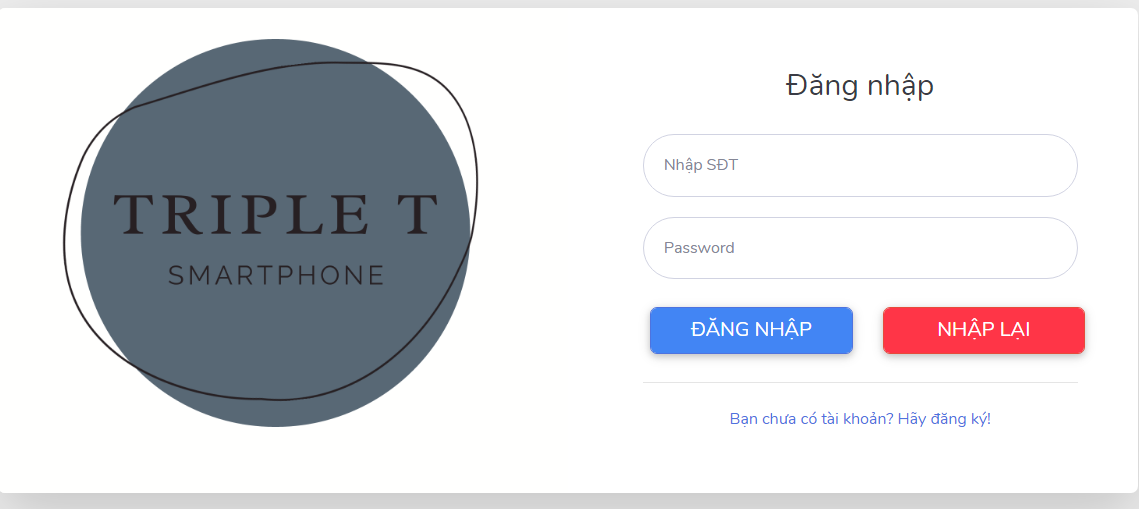 TRIPLE T
SMARTPHONE
Đăng nhập
Nhập SĐT
Password
ĐĂNG NHẬP
NHẬP LẠI
Bạn chưa có tài khoản? Hãy đăng ký!